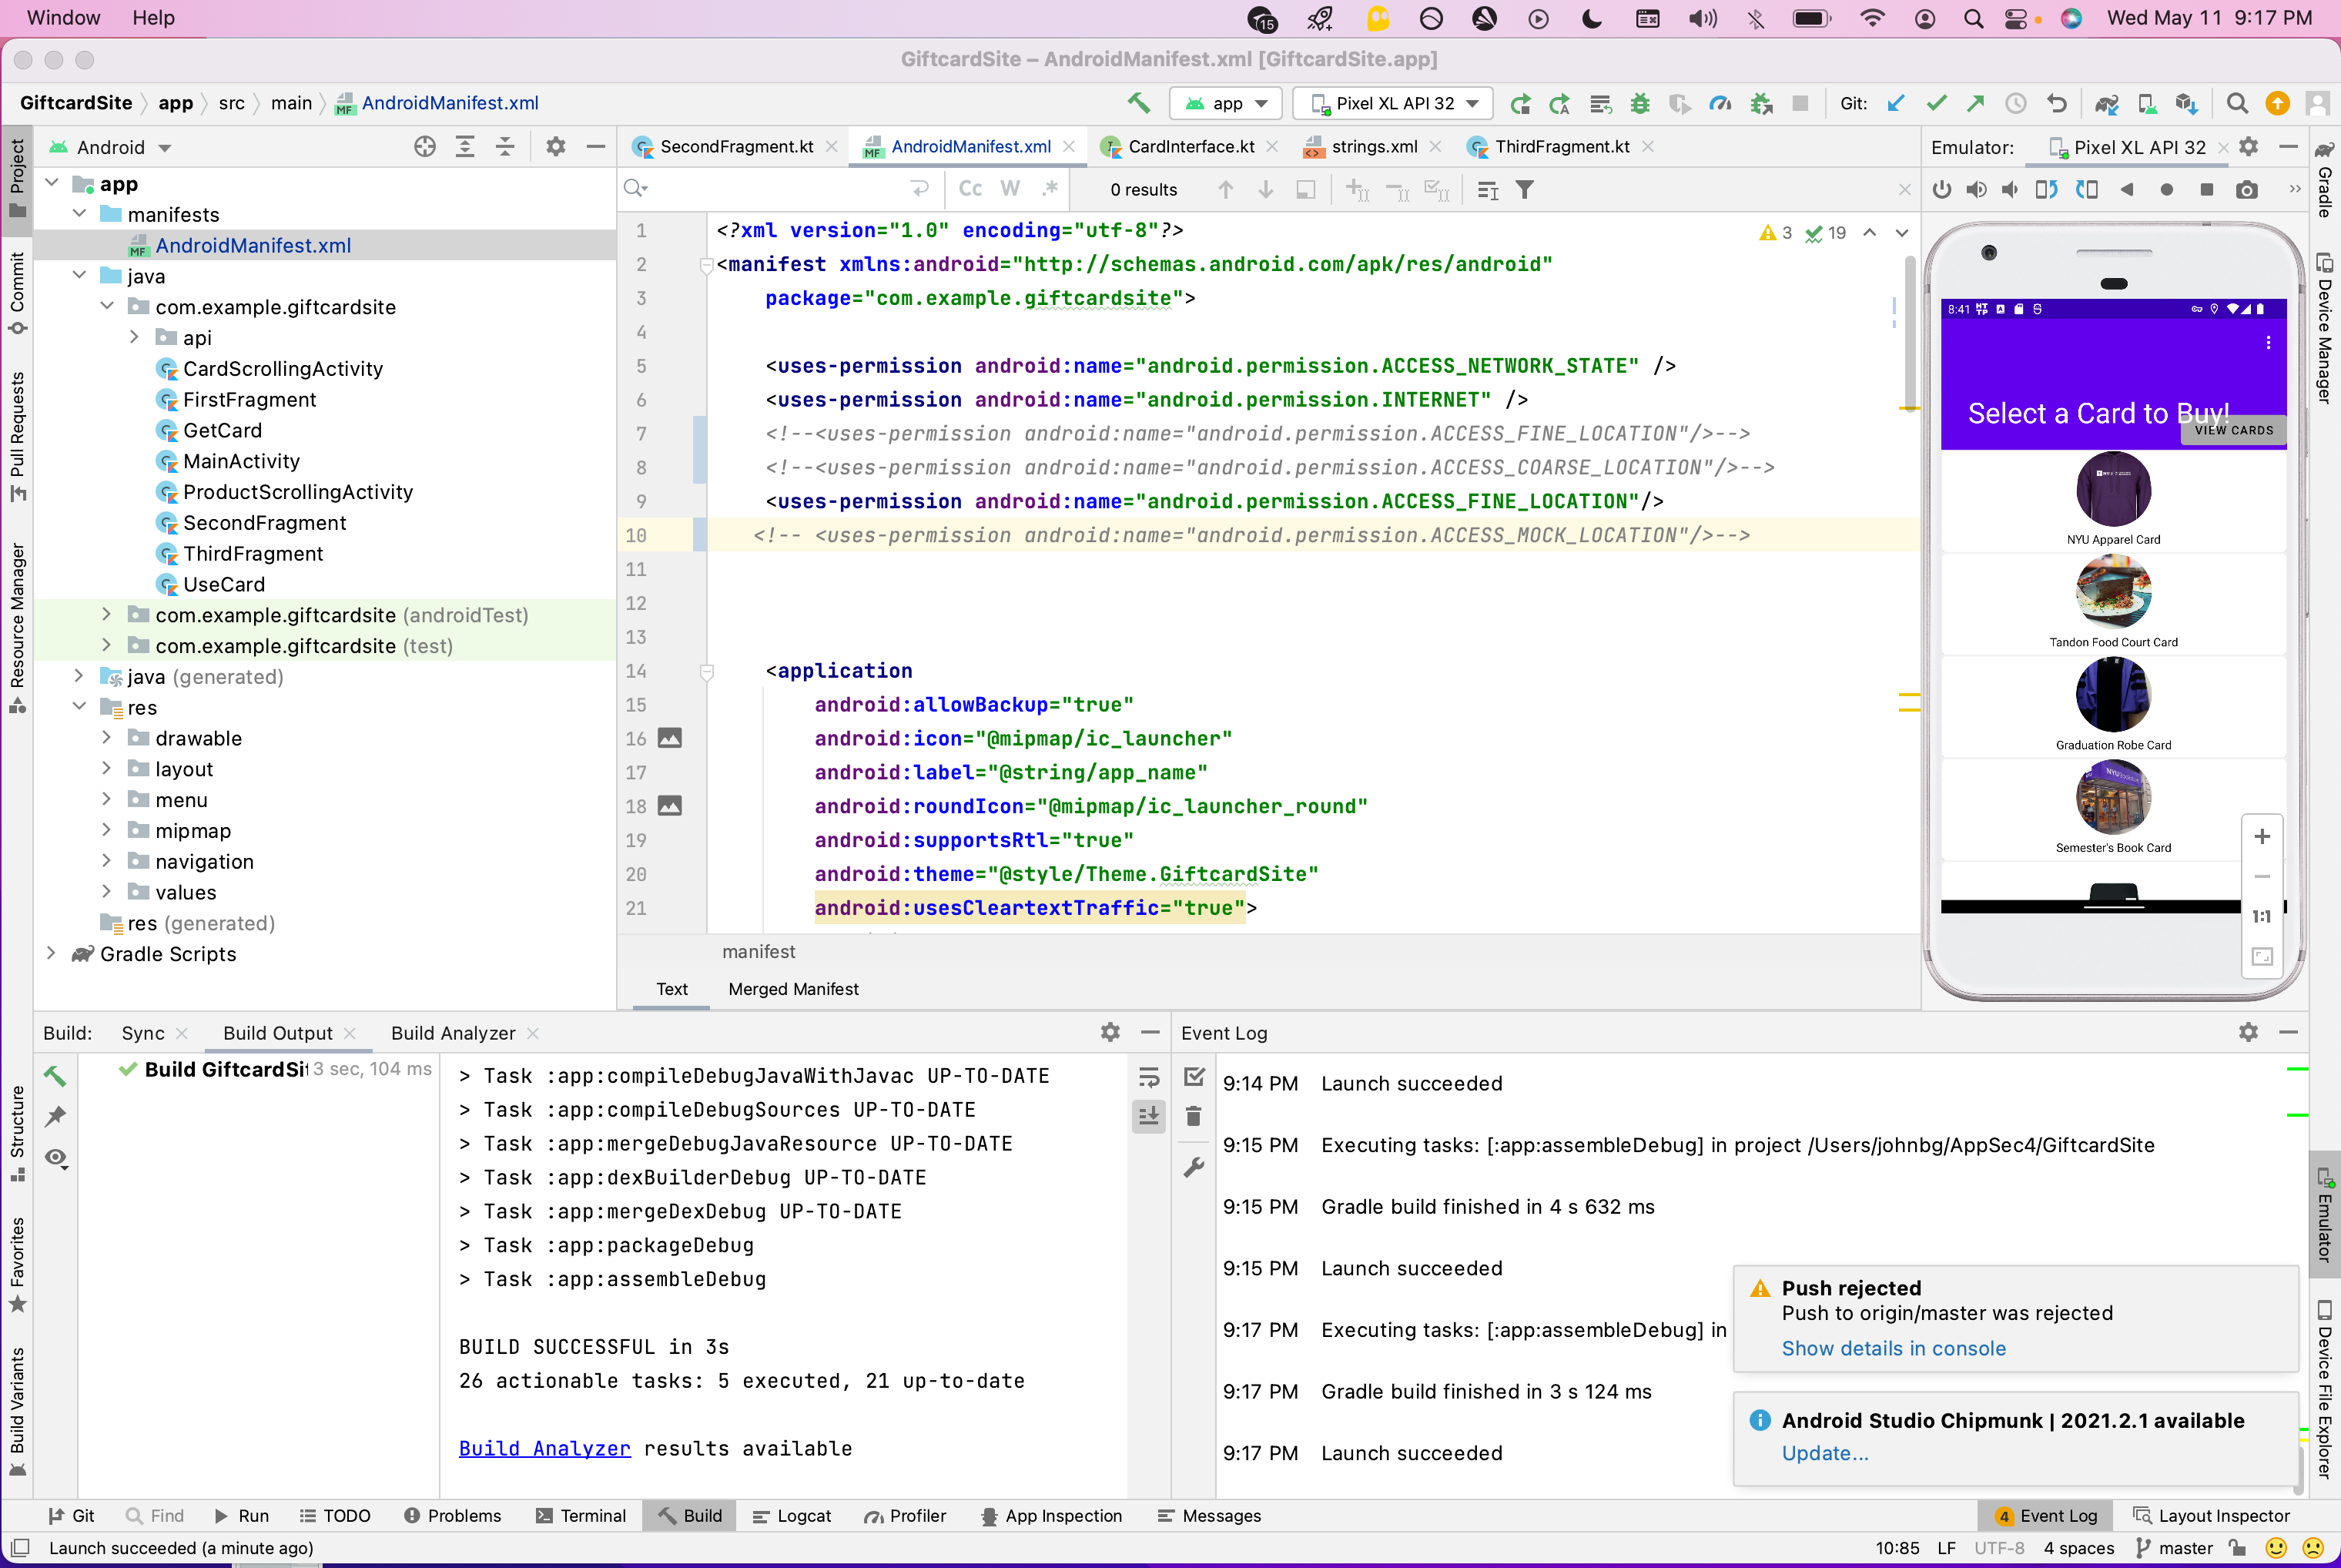 Window Help
15
Wed May 11 9:17 PM
GiftcardSite – AndroidManifest.xml [GiftcardSite.app]
GiftcardSite app src main AndroidManifest.xml
app
Pixel XL API 32
Git:
Android
SecondFragment.kt
AndroidManifest.xml
CardInterface.kt
strings.xml
ThirdFragment.kt
Emulator: Pixel XL API 32
Cc W .*
0 results
Project
Commit
Pull Requests
Resource Manager
Structure
Favorites
Build Variants
app
manifests
AndroidManifest.xml
java
com.example.giftcardsite
api
CardScrollingActivity
FirstFragment
GetCard
MainActivity
ProductScrollingActivity
SecondFragment
ThirdFragment
UseCard
com.example.giftcardsite (androidTest)
com.example.giftcardsite (test)
java (generated)
res
drawable
layout
menu
mipmap
navigation
values
res (generated)
Gradle Scripts
3 19
1 <?xml version="1.0" encoding="utf-8"?>
2 <manifest xmlns:android="http://schemas.android.com/apk/res/android"
3 package="com.example.giftcardsite">
4
5 <uses-permission android:name="android.permission.ACCESS_NETWORK_STATE" />
6 <uses-permission android:name="android.permission.INTERNET" />
7 <!--<uses-permission android:name="android.permission.ACCESS_FINE_LOCATION"/>-->
8 <!--<uses-permission android:name="android.permission.ACCESS_COARSE_LOCATION"/>-->
9 <uses-permission android:name="android.permission.ACCESS_FINE_LOCATION"/>
10 <!-- <uses-permission android:name="android.permission.ACCESS_MOCK_LOCATION"/>-->
11
12
13
14 <application
15 android:allowBackup="true"
16 android:icon="@mipmap/ic_launcher"
17 android:label="@string/app_name"
18 android:roundIcon="@mipmap/ic_launcher_round"
19 android:supportsRtl="true"
20 android:theme="@style/Theme.GiftcardSite"
21 android:usesCleartextTraffic="true">
manifest
Text Merged Manifest
8:41
Select a Card to Buy!
VIEW CARDS
NYU Apparel Card
Tandon Food Court Card
Graduation Robe Card
NYU
Semester's Book Card
1:1
Gradle
Device Manager
Emulator
Device File Explorer
Build: Sync Build Output Build Analyzer
Build GiftcardSi 3 sec, 104 ms
> Task :app:compileDebugJavaWithJavac UP-TO-DATE
> Task :app:compileDebugSources UP-TO-DATE
> Task :app:mergeDebugJavaResource UP-TO-DATE
> Task :app:dexBuilderDebug UP-TO-DATE
> Task :app:mergeDexDebug UP-TO-DATE
> Task :app:packageDebug
> Task :app:assembleDebug
BUILD SUCCESSFUL in 3s
26 actionable tasks: 5 executed, 21 up-to-date
Build Analyzer results available
Event Log
9:14 PM Launch succeeded
9:15 PM Executing tasks: [:app:assembleDebug] in project /Users/johnbg/AppSec4/GiftcardSite
9:15 PM Gradle build finished in 4 s 632 ms
9:15 PM Launch succeeded
9:17 PM Executing tasks: [:app:assembleDebug] in
9:17 PM Gradle build finished in 3 s 124 ms
9:17 PM Launch succeeded
Push rejected
Push to origin/master was rejected
Show details in console
Android Studio Chipmunk | 2021.2.1 available
Update...
Git Find Run TODO Problems Terminal Build Logcat Profiler App Inspection Messages
4 Event Log Layout Inspector
Launch succeeded (a minute ago)
10:85 LF UTF-8 4 spaces master